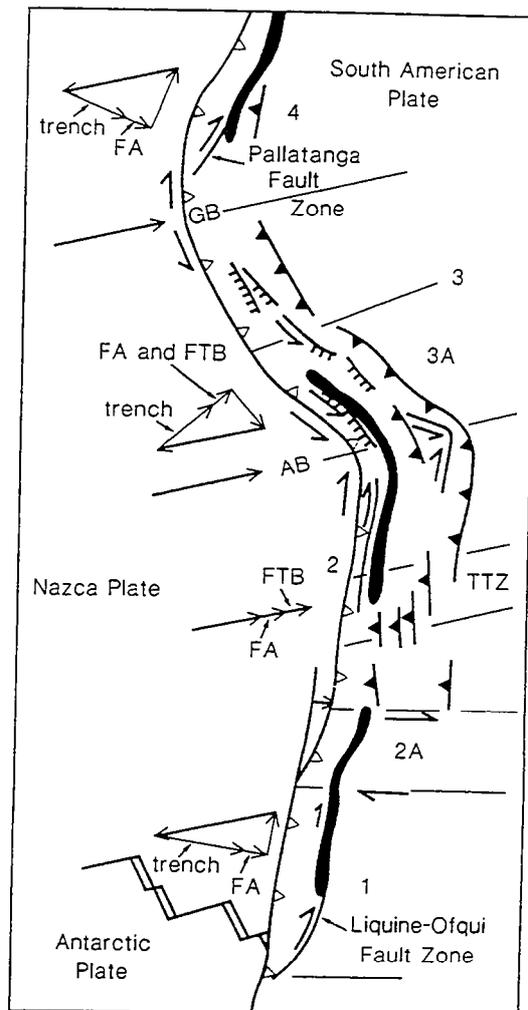 South American
Plate
trench
FA
4
Pallatanga
Fault
Zone
GB
3
FA and FTB
3A
trench
AB
2
FTB
Nazca Plate
TTZ
FA
2A
trench
FA
1
Liquine-Ofqui
Fault Zone
Antarctic
Plate